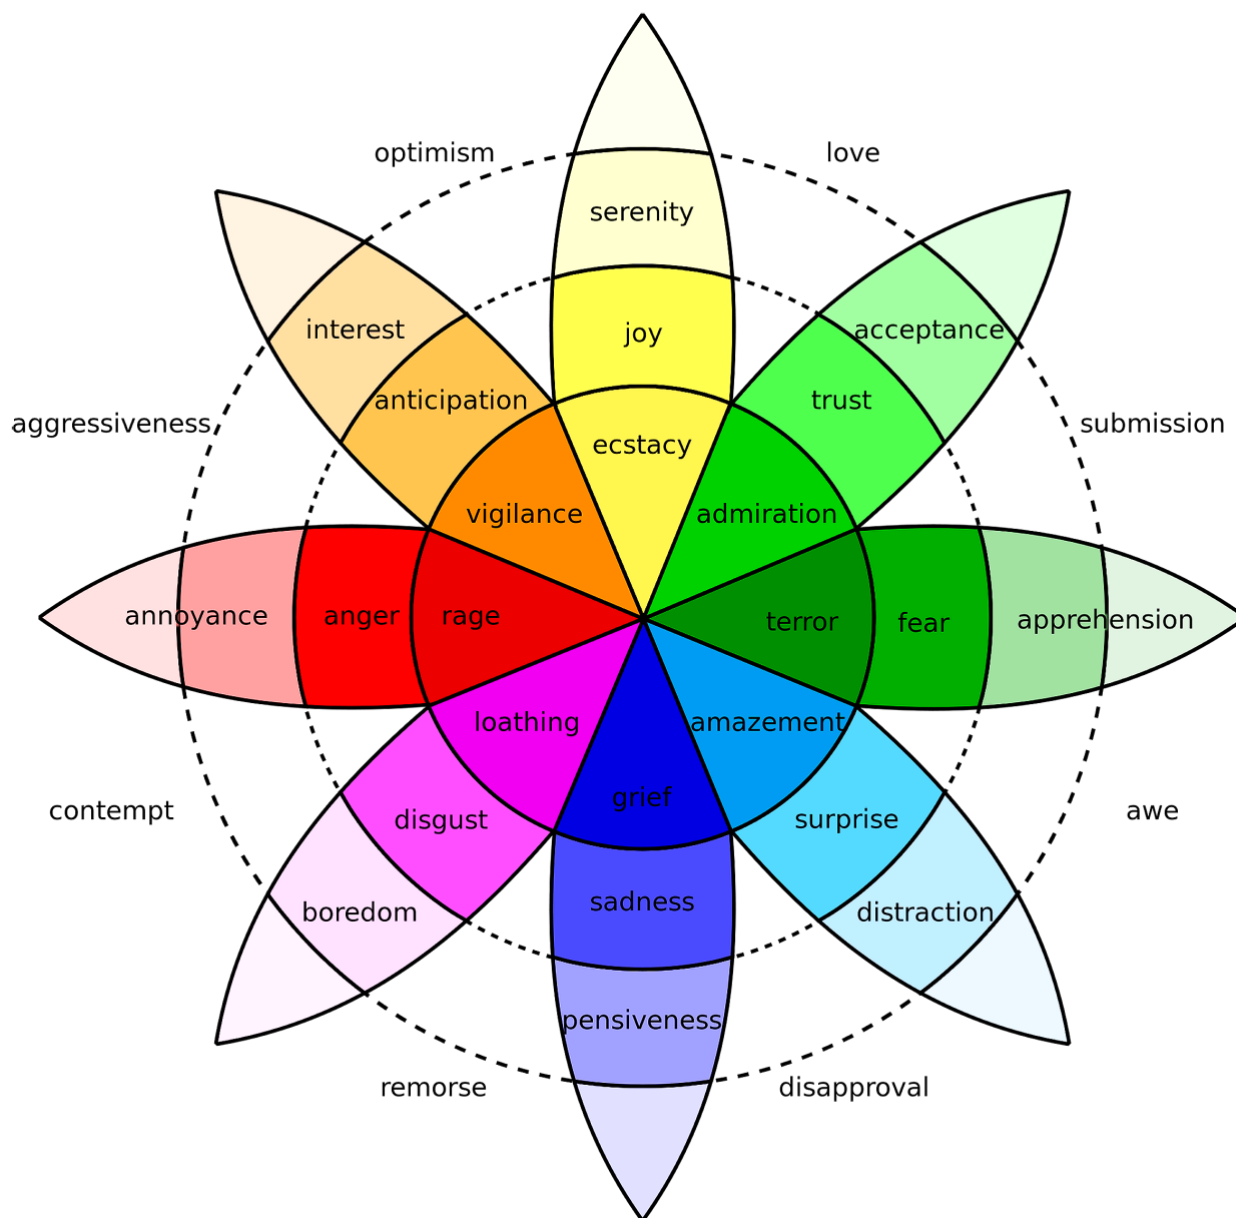 optimism
love
serenity
interest
joy
acceptance
anticipation
trust
aggressiveness
submission
ecstacy
vigilance
admiration
annoyance
anger
rage
terror
fear
apprehension
loathing
amazement
grief
contempt
awe
disgust
surprise
sadness
boredom
distraction
pensiveness
remorse
disapproval